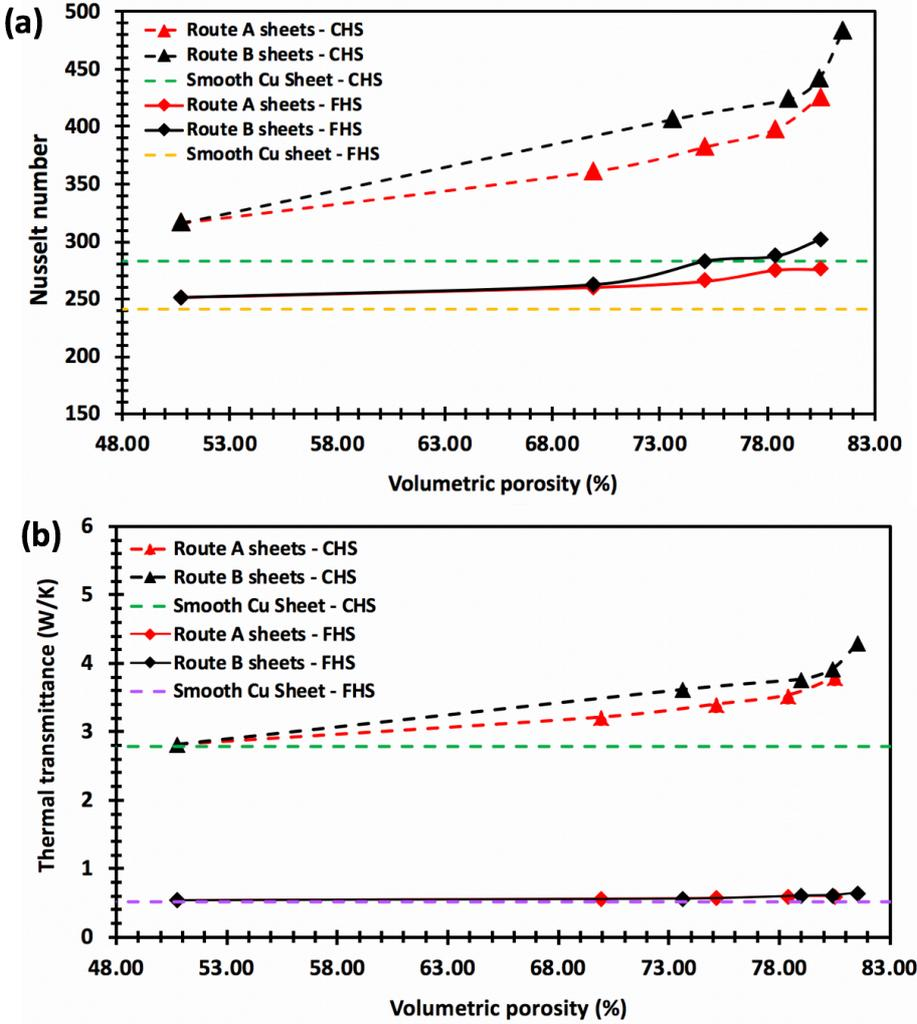 (a)
500
450
400
350
300
250
200
150
Nusselt number
Route A sheets - CHS
Route B sheets - CHS
Smooth Cu Sheet - CHS
Route A sheets - FHS
Route B sheets - FHS
Smooth Cu sheet - FHS
48.00 53.00 58.00 63.00 68.00 73.00 78.00 83.00
Volumetric porosity (%)
(b)
6
5
4
3
2
1
0
Thermal transmittance (W/K)
Route A sheets - CHS
Route B sheets - CHS
Smooth Cu Sheet - CHS
Route A sheets - FHS
Route B sheets - FHS
Smooth Cu Sheet - FHS
48.00 53.00 58.00 63.00 68.00 73.00 78.00 83.00
Volumetric porosity (%)